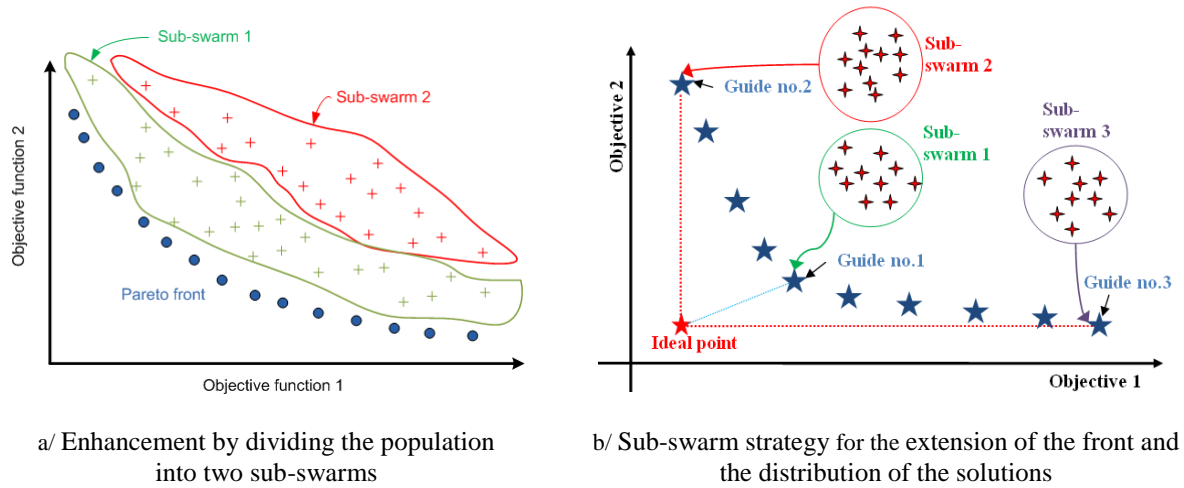 Sub-swarm 1
Sub-swarm 2
Objective function 2
Pareto front
Objective function 1
a/ Enhancement by dividing the population
into two sub-swarms
Objective 2
Sub-
swarm 2
Guide no.2
Sub-
swarm 1
Sub-
swarm 3
Guide no.1
Guide no.3
Ideal point
Objective 1
b/ Sub-swarm strategy for the extension of the front and
the distribution of the solutions